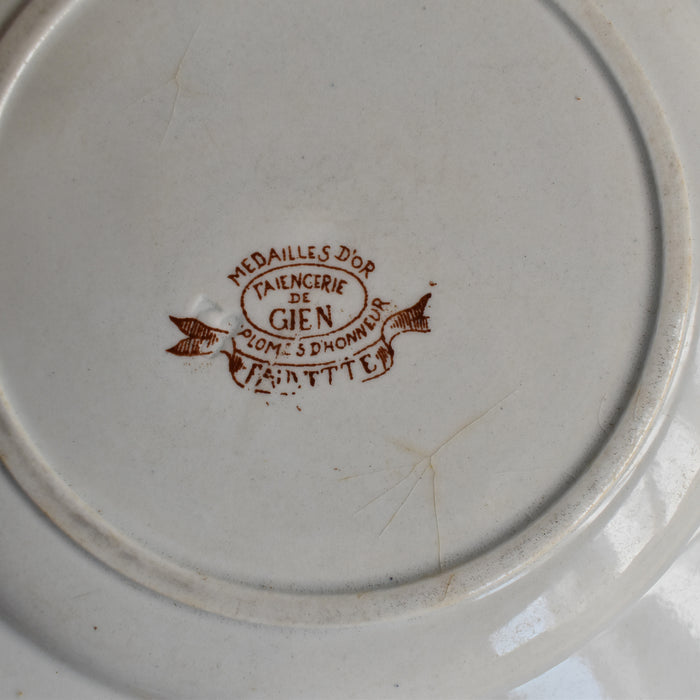 MEDAILLES D'OR
FAIENCERIE
DE
GIEN
PLOMES D'HONNEUR